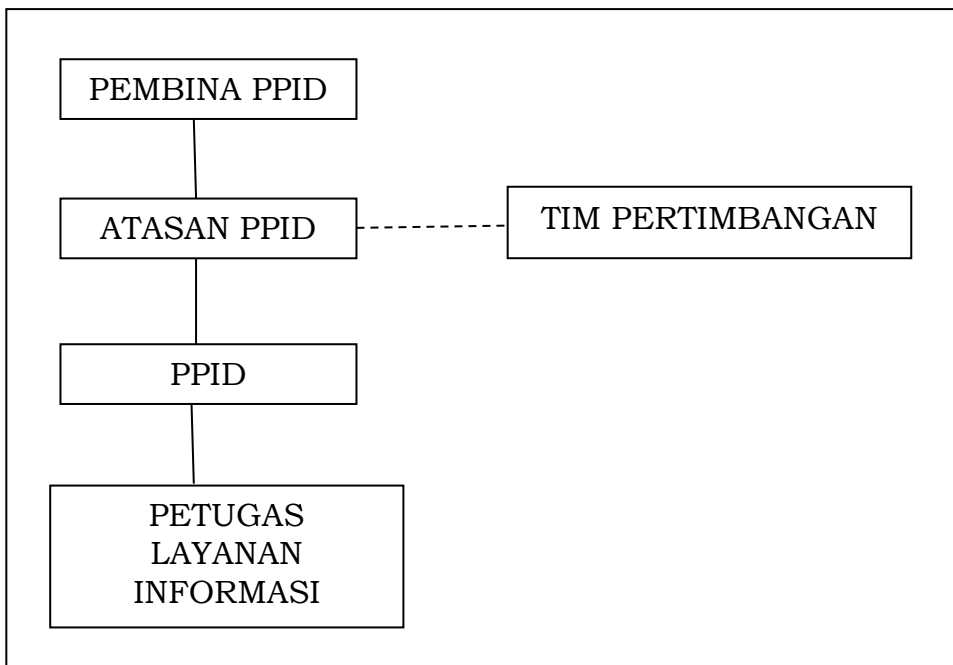 PEMBINA PPID
ATASAN PPID
TIM PERTIMBANGAN
PPID
PETUGAS
LAYANAN
INFORMASI